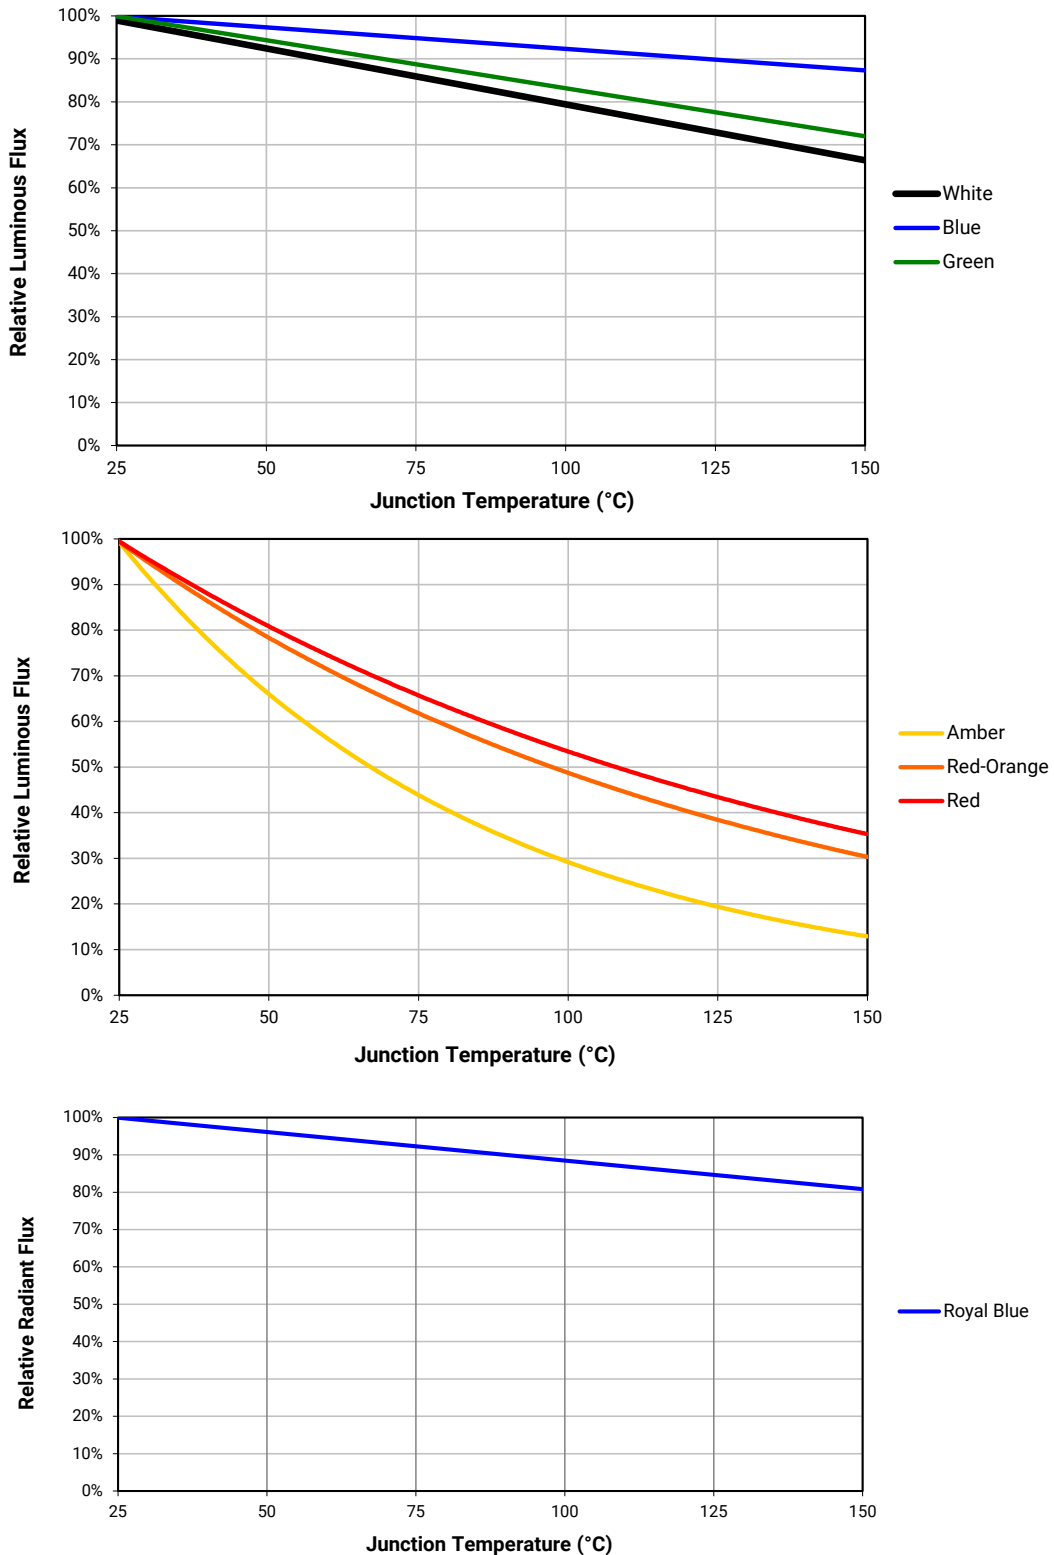 Relative Luminous Flux
100%
90%
80%
70%
60%
50%
40%
30%
20%
10%
0%
25 50 75 100 125 150
Junction Temperature (°C)
White
Blue
Green
Relative Luminous Flux
100%
90%
80%
70%
60%
50%
40%
30%
20%
10%
0%
25 50 75 100 125 150
Junction Temperature (°C)
Amber
Red-Orange
Red
Relative Radiant Flux
100%
90%
80%
70%
60%
50%
40%
30%
20%
10%
0%
25 50 75 100 125 150
Junction Temperature (°C)
Royal Blue